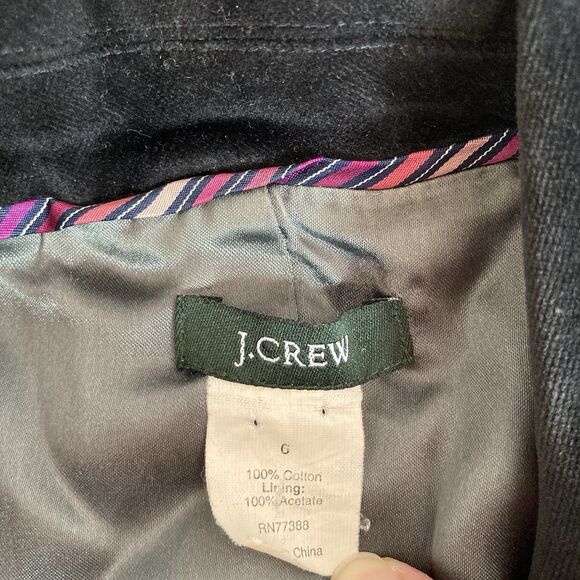 J.CREW
6
100% Cotton
Lining:
100% Acetate
RN77388
China